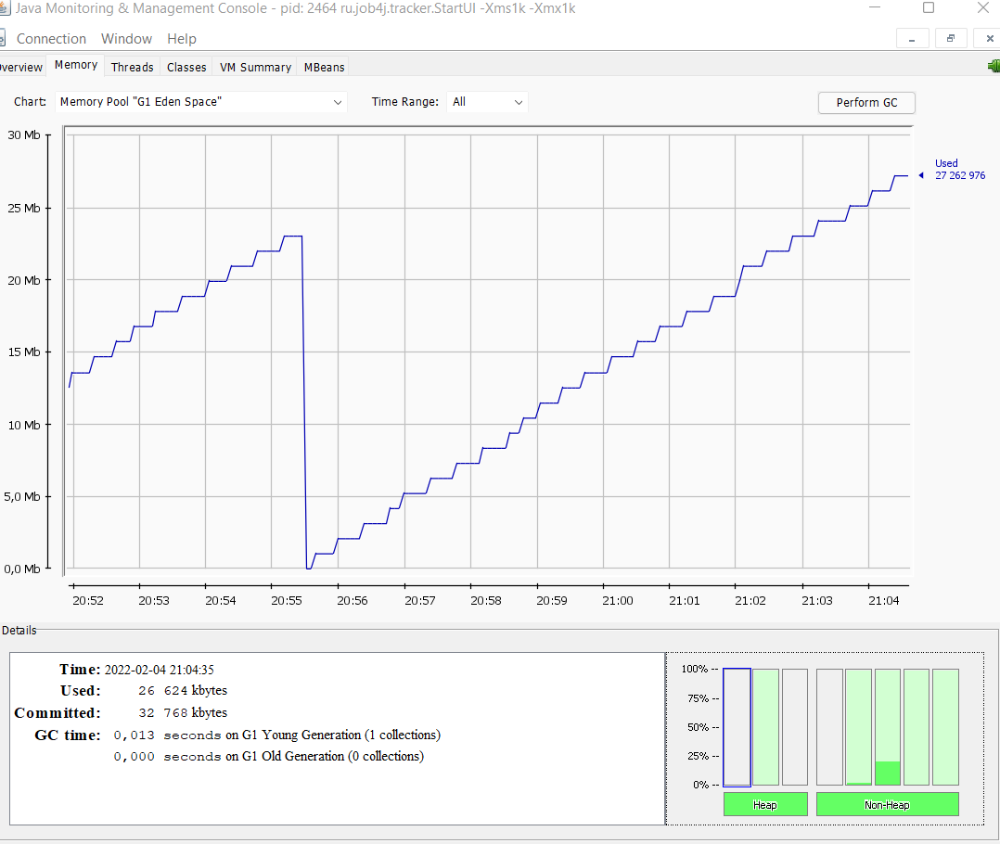 Java Monitoring & Management Console - pid: 2464 ru.job4j.tracker.StartUI -Xms1k -Xmx1k
Connection Window Help
verview Memory Threads Classes VM Summary MBeans
Chart: Memory Pool "G1 Eden Space" Time Range: All Perform GC
30 Mb
25 Mb
20 Mb
15 Mb
10 Mb
5,0 Mb
0,0 Mb
Used
27 262 976
20:52 20:53 20:54 20:55 20:56 20:57 20:58 20:59 21:00 21:01 21:02 21:03 21:04
Details
Time: 2022-02-04 21:04:35
Used: 26 624 kbytes
Committed: 32 768 kbytes
GC time: 0,013 seconds on G1 Young Generation (1 collections)
0,000 seconds on G1 Old Generation (0 collections)
100% --
75% --
50% --
25% --
0% --
Heap Non-Heap